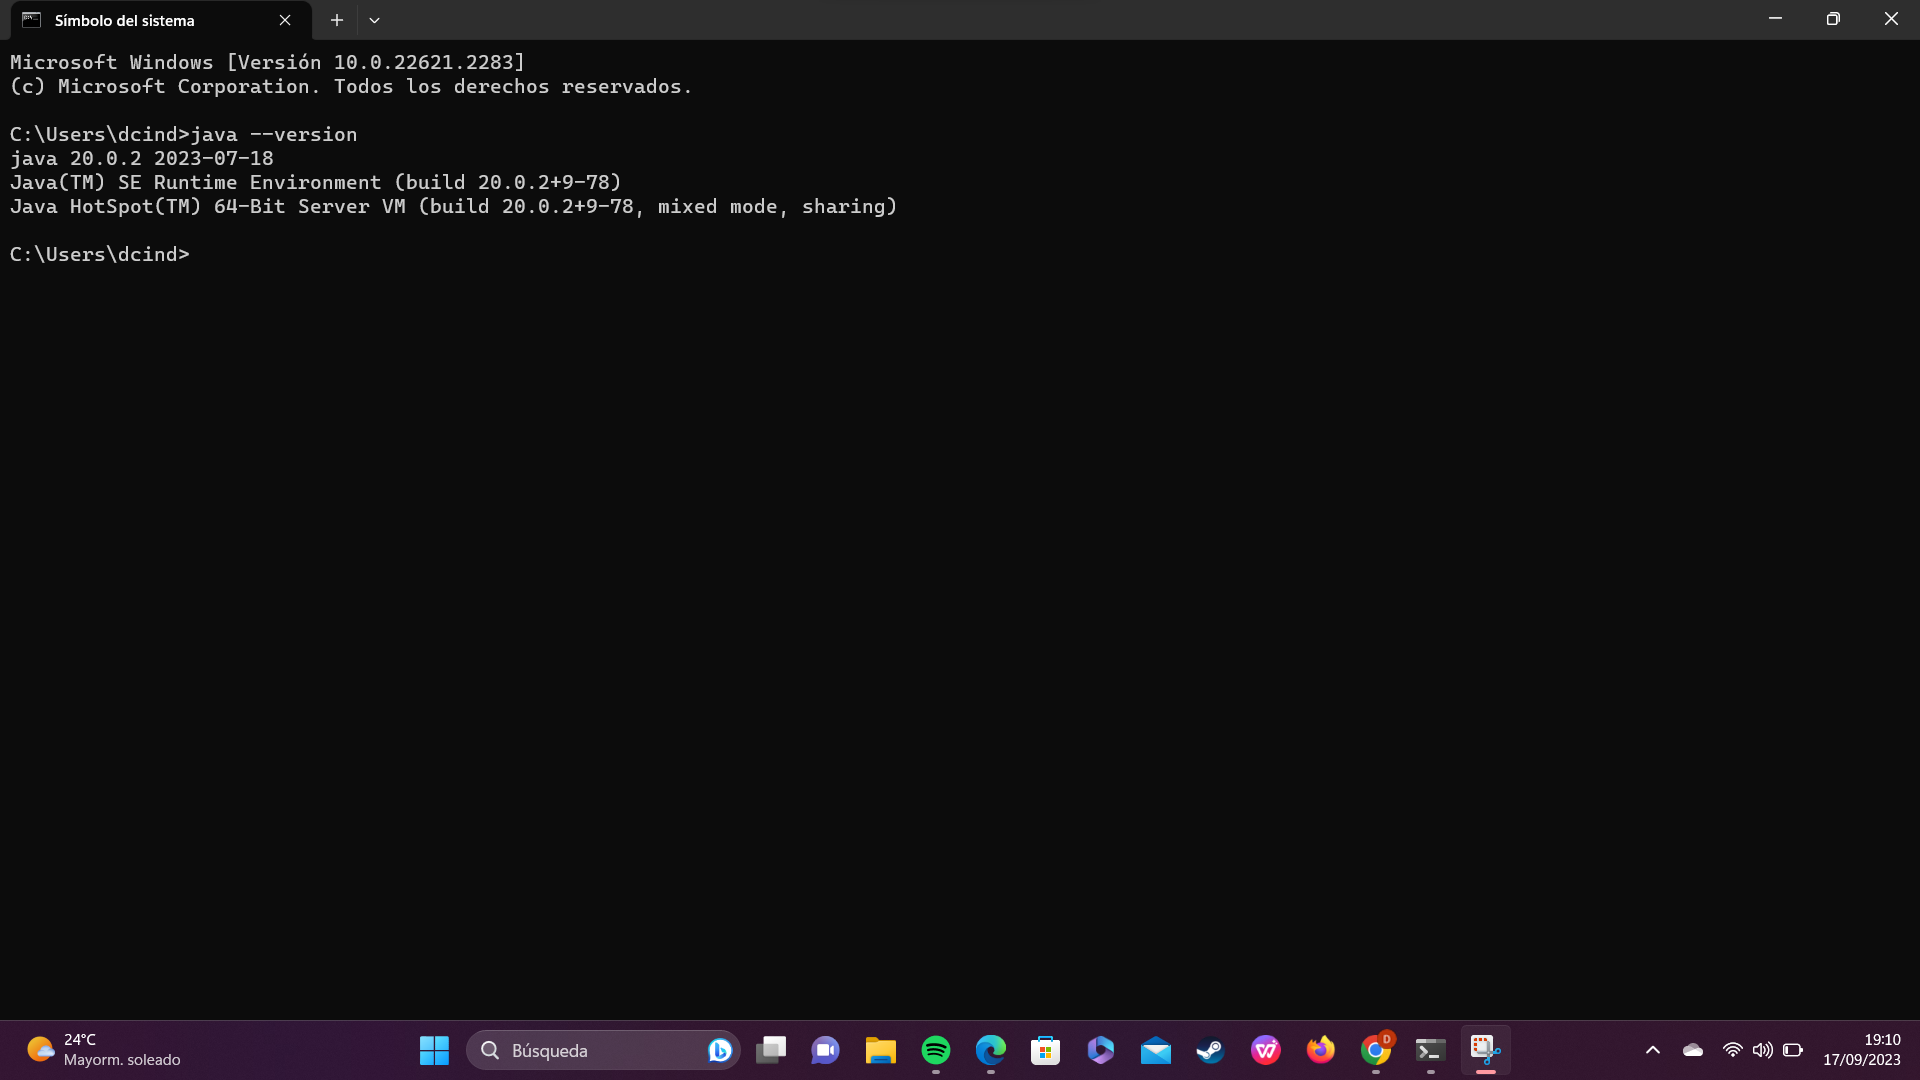 Símbolo del sistema
Microsoft Windows [Versión 10.0.22621.2283]
(c) Microsoft Corporation. Todos los derechos reservados.
C:\Users\dcind>java --version
java 20.0.2 2023-07-18
Java(TM) SE Runtime Environment (build 20.0.2+9-78)
Java HotSpot(TM) 64-Bit Server VM (build 20.0.2+9-78, mixed mode, sharing)
C:\Users\dcind>
24°C
Mayorm. soleado
Búsqueda
D
19:10
17/09/2023